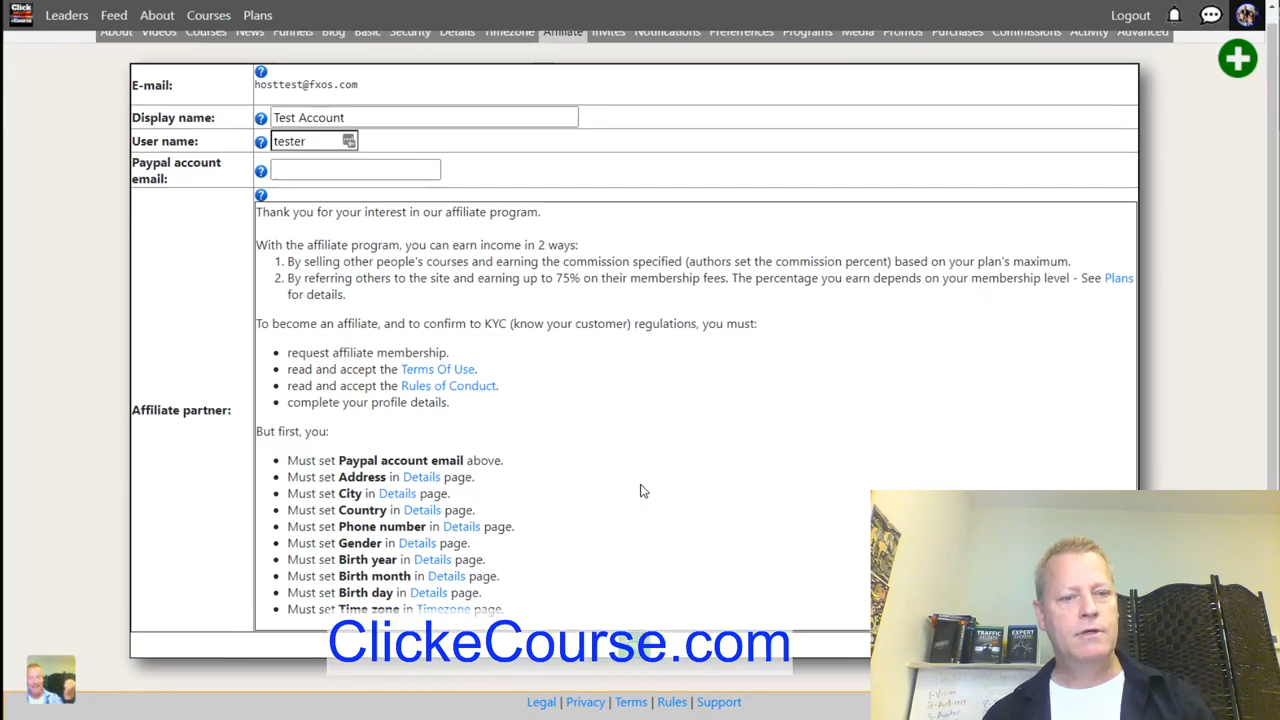 Click
eCourse
Leaders Feed About Courses Plans Logout
About Videos Courses News Funnels Blog Basic Security Details Timezone Affiliate Invites Notifications Preferences Purchases Programs Media Promos Purchases Commissions Activity Advanced
E-mail:
hosttest@fxos.com
Display name: Test Account
User name: tester
Paypal account
email:
Thank you for your interest in our affiliate program.
With the affiliate program, you can earn income in 2 ways:
1. By selling other people's courses and earning the commission specified (authors set the commission percent) based on your plan's maximum.
2. By referring others to the site and earning up to 75% on their membership fees. The percentage you earn depends on your membership level - See Plans
for details.
To become an affiliate, and to confirm to KYC (know your customer) regulations, you must:
• request affiliate membership.
• read and accept the Terms Of Use.
• read and accept the Rules of Conduct.
• complete your profile details.
Affiliate partner:
But first, you:
• Must set Paypal account email above.
• Must set Address in Details page.
• Must set City in Details page.
• Must set Country in Details page.
• Must set Phone number in Details page.
• Must set Gender in Details page.
• Must set Birth year in Details page.
• Must set Birth month in Details page.
• Must set Birth day in Details page.
• Must set Time zone in Timezone page.
ClickeCourse.com
TRAFFIC
SECRETS
EXPERT
SECRETS
Legal | Privacy | Terms | Rules | Support